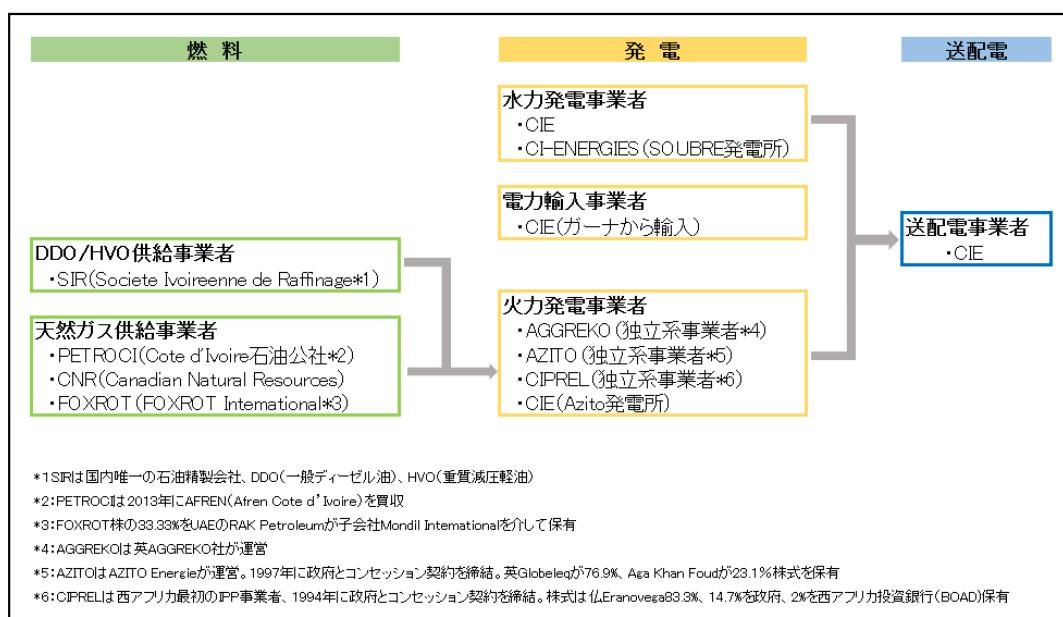 燃 料
発 電
送配電
DDO/HVO供給事業者
・SIR(Societe Ivoireenne de Raffinage*1)
天然ガス供給事業者
・PETROCI(Cote d'Ivoire石油公社*2)
・CNR(Canadian Natural Resources)
・FOXROT(FOXROT International*3)
水力発電事業者
・CIE
・CI-ENERGIES(SOUBRE発電所)
電力輸入事業者
・CIE(ガーナから輸入)
火力発電事業者
・AGGREKO(独立系事業者*4)
・AZITO(独立系事業者*5)
・CIPREL(独立系事業者*6)
・CIE(Azito発電所)
送配電事業者
・CIE
*1SIRは国内唯一の石油精製会社、DDO(一般ディーゼル油)、HVO(重質減圧軽油)
*2:PETROCIは2013年にAFREN(Afren Cote d'Ivoire)を買収
*3:FOXROT株の33.33%をUAEのRAK Petroleumが子会社Mondil Internationalを介して保有
*4:AGGREKOは英AGGREKO社が運営
*5:AZITOはAZITO Energieが運営。1997年に政府とコンセッション契約を締結。英Globeleqが76.9%、Aga Khan Foudが23.1%株式を保有
*6:CIPRELは西アフリカ最初のIPP事業者、1994年に政府とコンセッション契約を締結。株式は仏Eranovega83.3%、14.7%を政府、2%を西アフリカ投資銀行(BOAD)保有